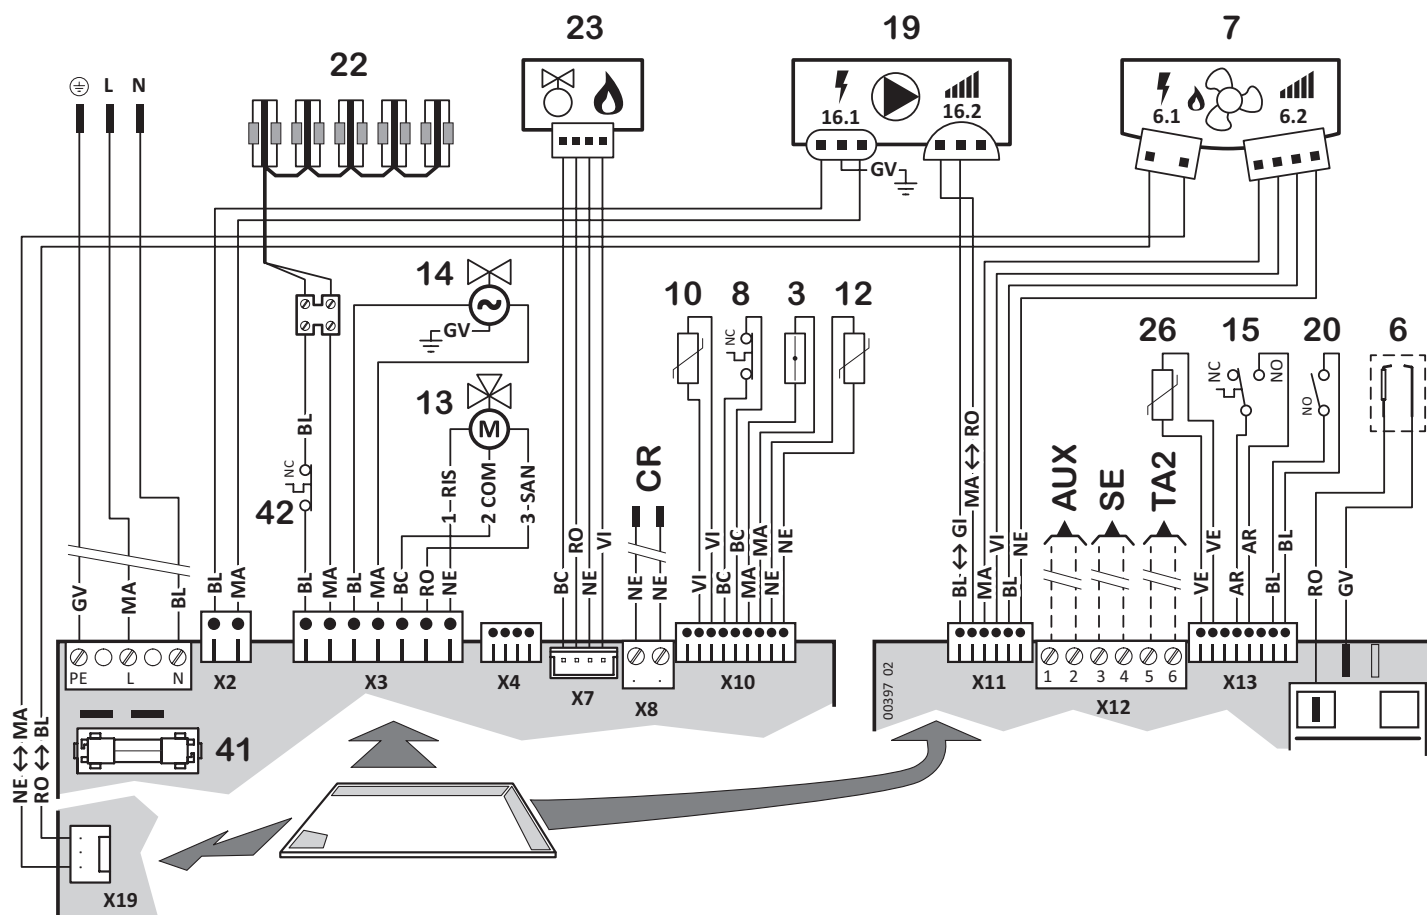 23
19
7
22
L
N
16.1
16.2
6.1
6.2
GV
14
GV
10
8
3
12
26
15
20
6
NC
NC
NO
NO
13
M
BL
NC
42
1-RIS
2 COM
3-SAN
CR
MA ↔ RO
BL ↔ GI
AUX
SE
TA2
GV
MA
BL
BL
MA
BL
MA
BL
MA
BC
RO
NE
BC
RO
NE
VI
NE
NE
VI
VI
BC
BC
MA
MA
NE
NE
MA
VI
BL
NE
VE
VE
AR
AR
BL
BL
RO
GV
PE
L
N
X2
X3
X4
X7
X8
X10
00397 02
X11
1
2
3
4
5
6
X12
X13
41
NE ↔ MA
RO ↔ BL
X19